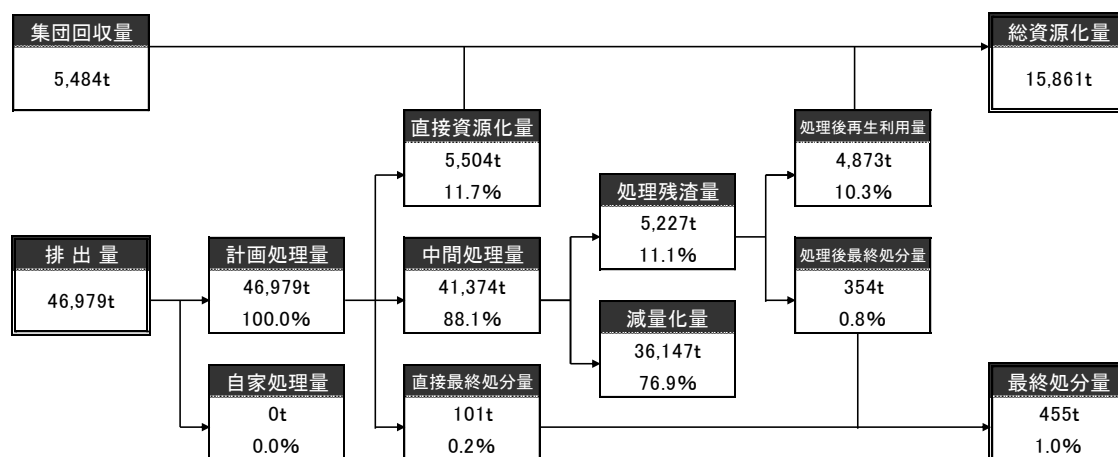 集団回収量
5,484t
総資源化量
15,861t
直接資源化量
5,504t
11.7%
処理後再生利用量
4,873t
10.3%
処理残渣量
5,227t
11.1%
排出量
46,979t
計画処理量
46,979t
100.0%
中間処理量
41,374t
88.1%
処理後最終処分量
354t
0.8%
減量化量
36,147t
76.9%
自家処理量
0t
0.0%
直接最終処分量
101t
0.2%
最終処分量
455t
1.0%